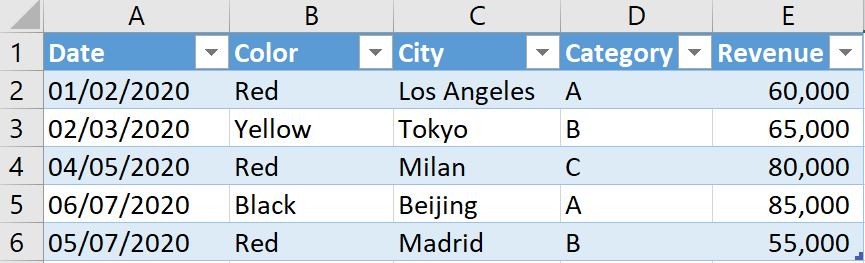 A B C D E
1 Date Color City Category Revenue
2 01/02/2020 Red Los Angeles A 60,000
3 02/03/2020 Yellow Tokyo B 65,000
4 04/05/2020 Red Milan C 80,000
5 06/07/2020 Black Beijing A 85,000
6 05/07/2020 Red Madrid B 55,000